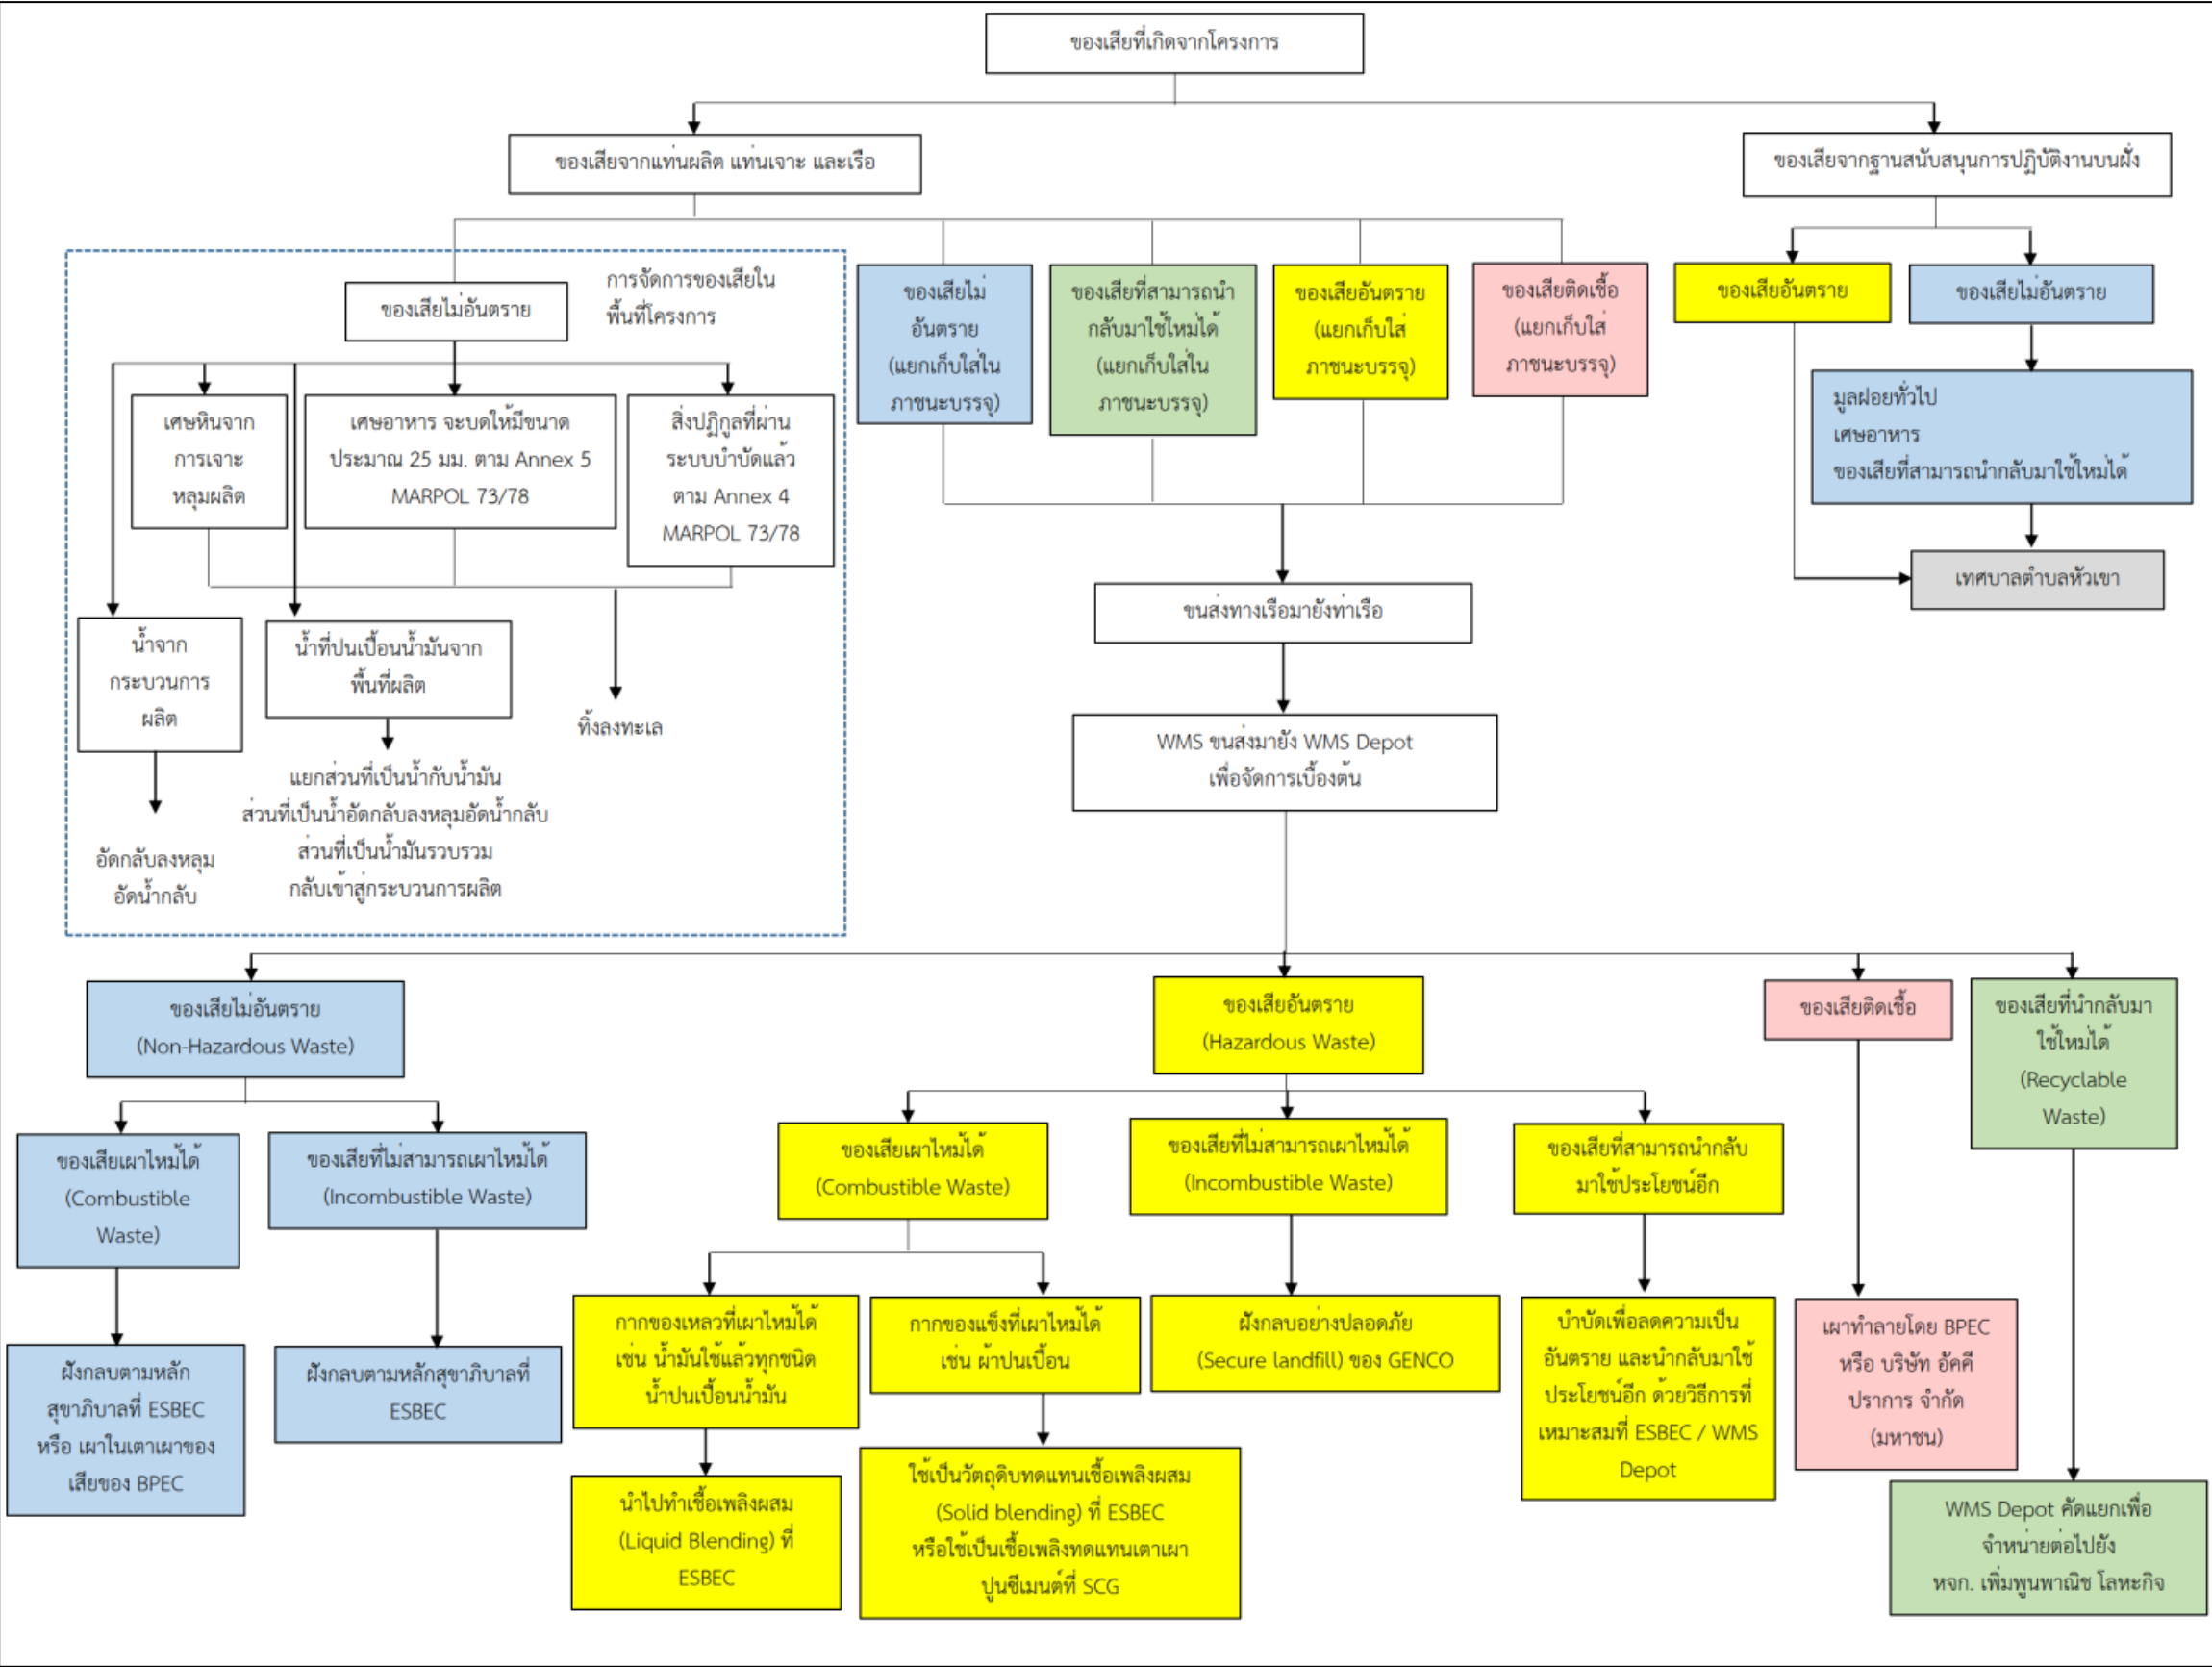 ของเสียที่เกิดจากโครงการ
ของเสียจากแท่นผลิต แท่นเจาะ และเรือ
ของเสียจากฐานสนับสนุนการปฏิบัติงานบนฝั่ง
การจัดการของเสียใน
พื้นที่โครงการ
ของเสียไม่อันตราย
ของเสียไม่
อันตราย
(แยกเก็บใส่ใน
ภาชนะบรรจุ)
ของเสียที่สามารถนำ
กลับมาใช้ใหม่ได้
(แยกเก็บใส่ใน
ภาชนะบรรจุ)
ของเสียอันตราย
(แยกเก็บใส่
ภาชนะบรรจุ)
ของเสียติดเชื้อ
(แยกเก็บใส่
ภาชนะบรรจุ)
ของเสียอันตราย
ของเสียไม่อันตราย
เศษหินจาก
การเจาะ
หลุมผลิต
เศษอาหาร จะบดให้มีขนาด
ประมาณ 25 มม. ตาม Annex 5
MARPOL 73/78
สิ่งปฏิกูลที่ผ่าน
ระบบบำบัดแล้ว
ตาม Annex 4
MARPOL 73/78
มูลฝอยทั่วไป
เศษอาหาร
ของเสียที่สามารถนำกลับมาใช้ใหม่ได้
เทศบาลตำบลหัวเขา
น้ำจาก
กระบวนการ
ผลิต
น้ำที่ปนเปื้อนน้ำมันจาก
พื้นที่ผลิต
ทิ้งลงทะเล
ขนส่งทางเรือมายังท่าเรือ
WMS ขนส่งมายัง WMS Depot
เพื่อจัดการเบื้องต้น
อัดกลับลงหลุม
อัดน้ำกลับ
แยกส่วนที่เป็นน้ำกับน้ำมัน
ส่วนที่เป็นน้ำอัดกลับลงหลุมอัดน้ำกลับ
ส่วนที่เป็นน้ำมันรวบรวม
กลับเข้าสู่กระบวนการผลิต
ของเสียไม่อันตราย
(Non-Hazardous Waste)
ของเสียอันตราย
(Hazardous Waste)
ของเสียติดเชื้อ
ของเสียที่นำกลับมา
ใช้ใหม่ได้
(Recyclable
Waste)
ของเสียเผาไหม้ได้
(Combustible
Waste)
ของเสียที่ไม่สามารถเผาไหม้ได้
(Incombustible Waste)
ของเสียเผาไหม้ได้
(Combustible Waste)
ของเสียที่ไม่สามารถเผาไหม้ได้
(Incombustible Waste)
ของเสียที่สามารถนำกลับ
มาใช้ประโยชน์อีก
ฝังกลบตามหลัก
สุขาภิบาลที่ ESBEC
หรือ เผาในเตาเผาของ
เสียของ BPEC
ฝังกลบตามหลักสุขาภิบาลที่
ESBEC
กากของเหลวที่เผาไหม้ได้
เช่น น้ำมันใช้แล้วทุกชนิด
น้ำปนเปื้อนน้ำมัน
กากของแข็งที่เผาไหม้ได้
เช่น ผ้าปนเปื้อน
ฝังกลบอย่างปลอดภัย
(Secure landfill) ของ GENCO
บำบัดเพื่อลดความเป็น
อันตราย และนำกลับมาใช้
ประโยชน์อีก ด้วยวิธีการที่
เหมาะสมที่ ESBEC / WMS
Depot
เผาทำลายโดย BPEC
หรือ บริษัท อัคคี
ปราการ จำกัด
(มหาชน)
นำไปทำเชื้อเพลิงผสม
(Liquid Blending) ที่
ESBEC
ใช้เป็นวัตถุดิบทดแทนเชื้อเพลิงผสม
(Solid blending) ที่ ESBEC
หรือใช้เป็นเชื้อเพลิงทดแทนเตาเผา
ปูนซีเมนต์ที่ SCG
WMS Depot คัดแยกเพื่อ
จำหน่ายต่อไปยัง
หจก. เพิ่มพูนพาณิช โลหะกิจ